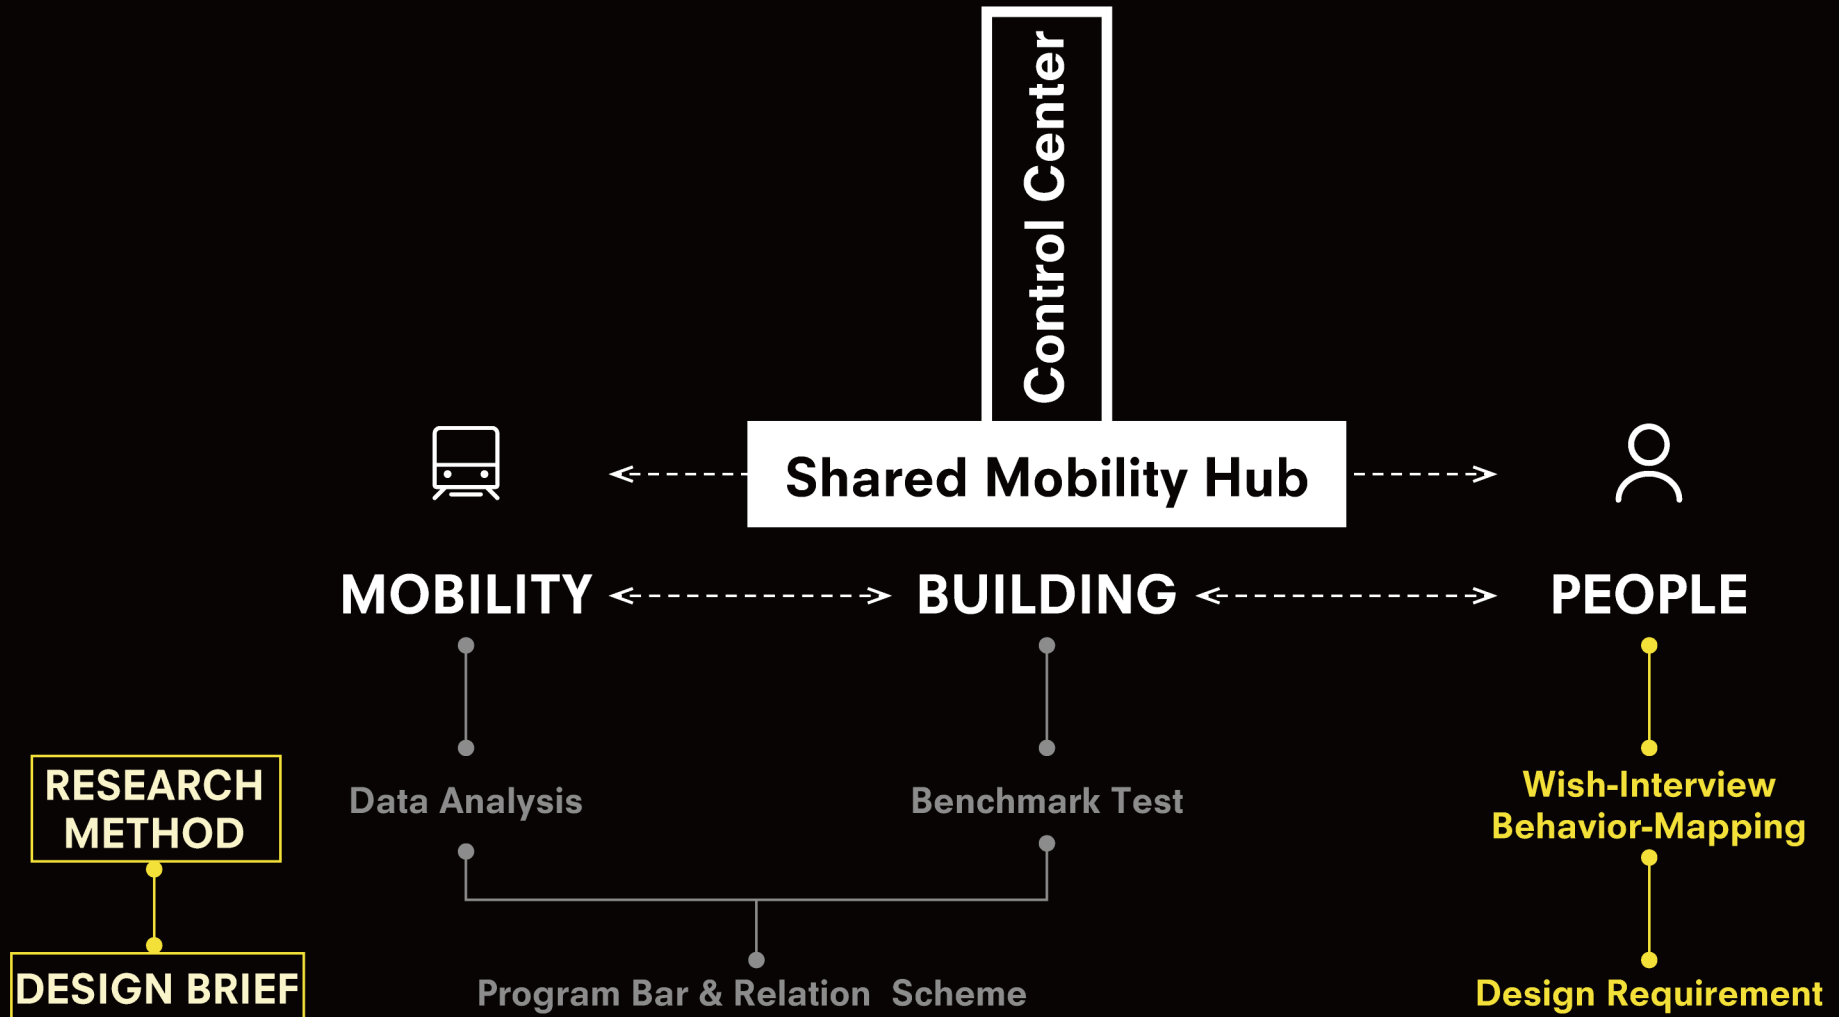 Control Center
Shared Mobility Hub
MOBILITY
BUILDING
PEOPLE
RESEARCH
METHOD
Data Analysis
Benchmark Test
Wish-Interview
Behavior-Mapping
DESIGN BRIEF
Program Bar & Relation Scheme
Design Requirement